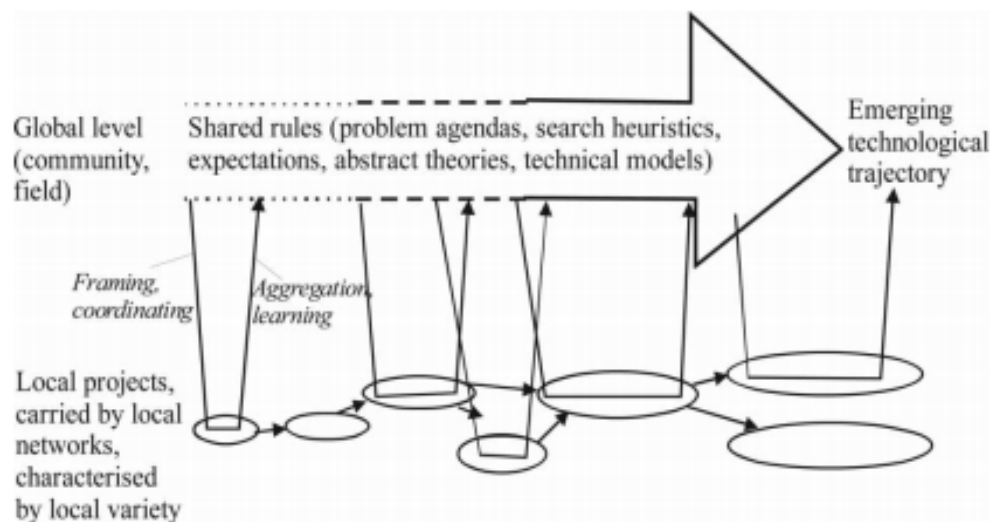 Global level
(community,
field)
Shared rules (problem agendas, search heuristics,
expectations, abstract theories, technical models)
Emerging
technological
trajectory
Framing,
coordinating
Aggregation,
learning
Local projects,
carried by local
networks,
characterised
by local variety